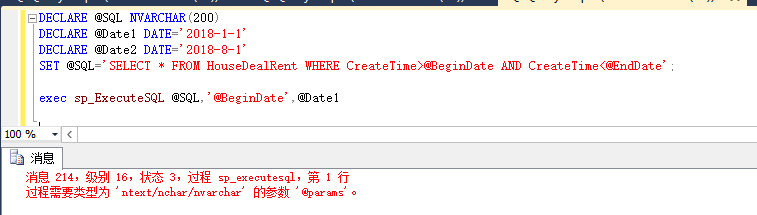 DECLARE @SQL NVARCHAR(200)
DECLARE @Date1 DATE='2018-1-1'
DECLARE @Date2 DATE='2018-8-1'
SET @SQL='SELECT * FROM HouseDealRent WHERE CreateTime>@BeginDate AND CreateTime<@EndDate';
exec sp_ExecuteSQL @SQL,'@BeginDate',@Date1
100 %
消息
消息 214，级别 16，状态 3，过程 sp_executesql，第 1 行
过程需要类型为 'ntext/nchar/nvarchar' 的参数 '@params'。